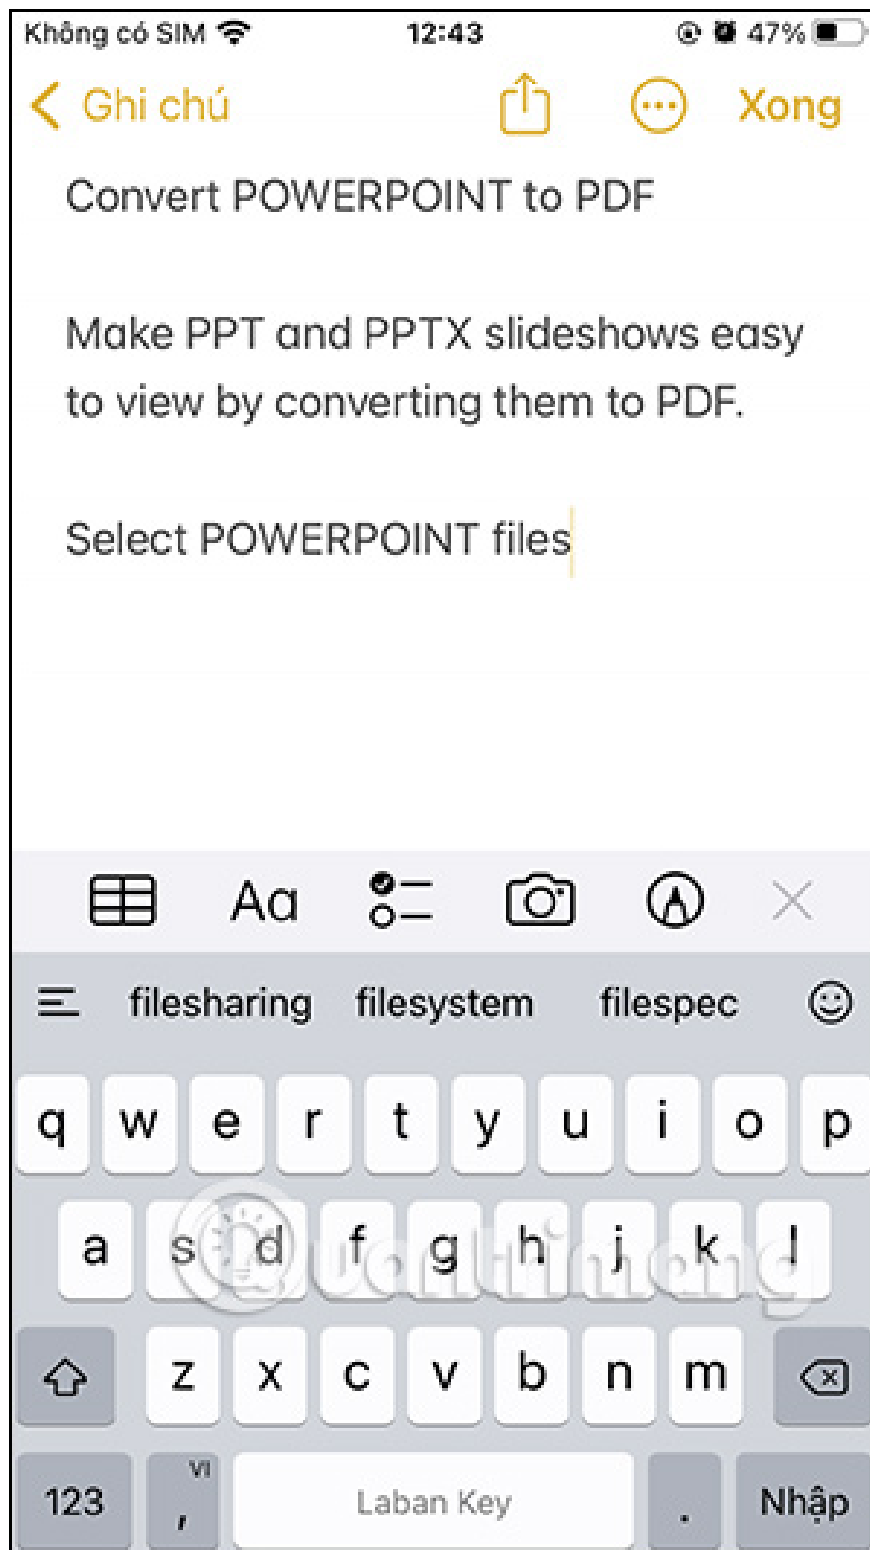 Không có SIM 12:43 47%
Ghi chú Xong
Convert POWERPOINT to PDF
Make PPT and PPTX slideshows easy
to view by converting them to PDF.
Select POWERPOINT files
Aa
filesharing filesystem filespec
q w e r t y u i o p
a s d f g h j k l
Quantrimang
z x c v b n m
123 , VI Laban Key . Nhập